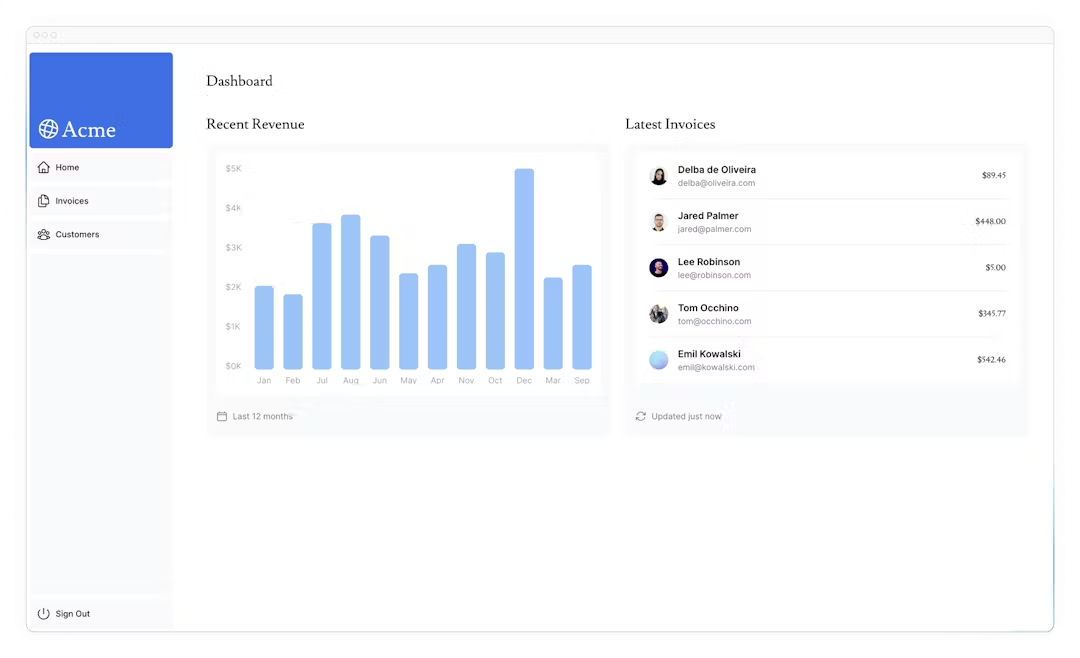 Acme
Home
Invoices
Customers
Sign Out
Dashboard
Recent Revenue
$5K
$4K
$3K
$2K
$1K
$0K
Jan Feb Jul Aug Jun May Apr Nov Oct Dec Mar Sep
Last 12 months
Latest Invoices
Delba de Oliveira
delba@oliveira.com
$89.45
Jared Palmer
jared@palmer.com
$448.00
Lee Robinson
lee@robinson.com
$5.00
Tom Occhino
tom@occhino.com
$345.77
Emil Kowalski
emil@kowalski.com
$542.46
Updated just now